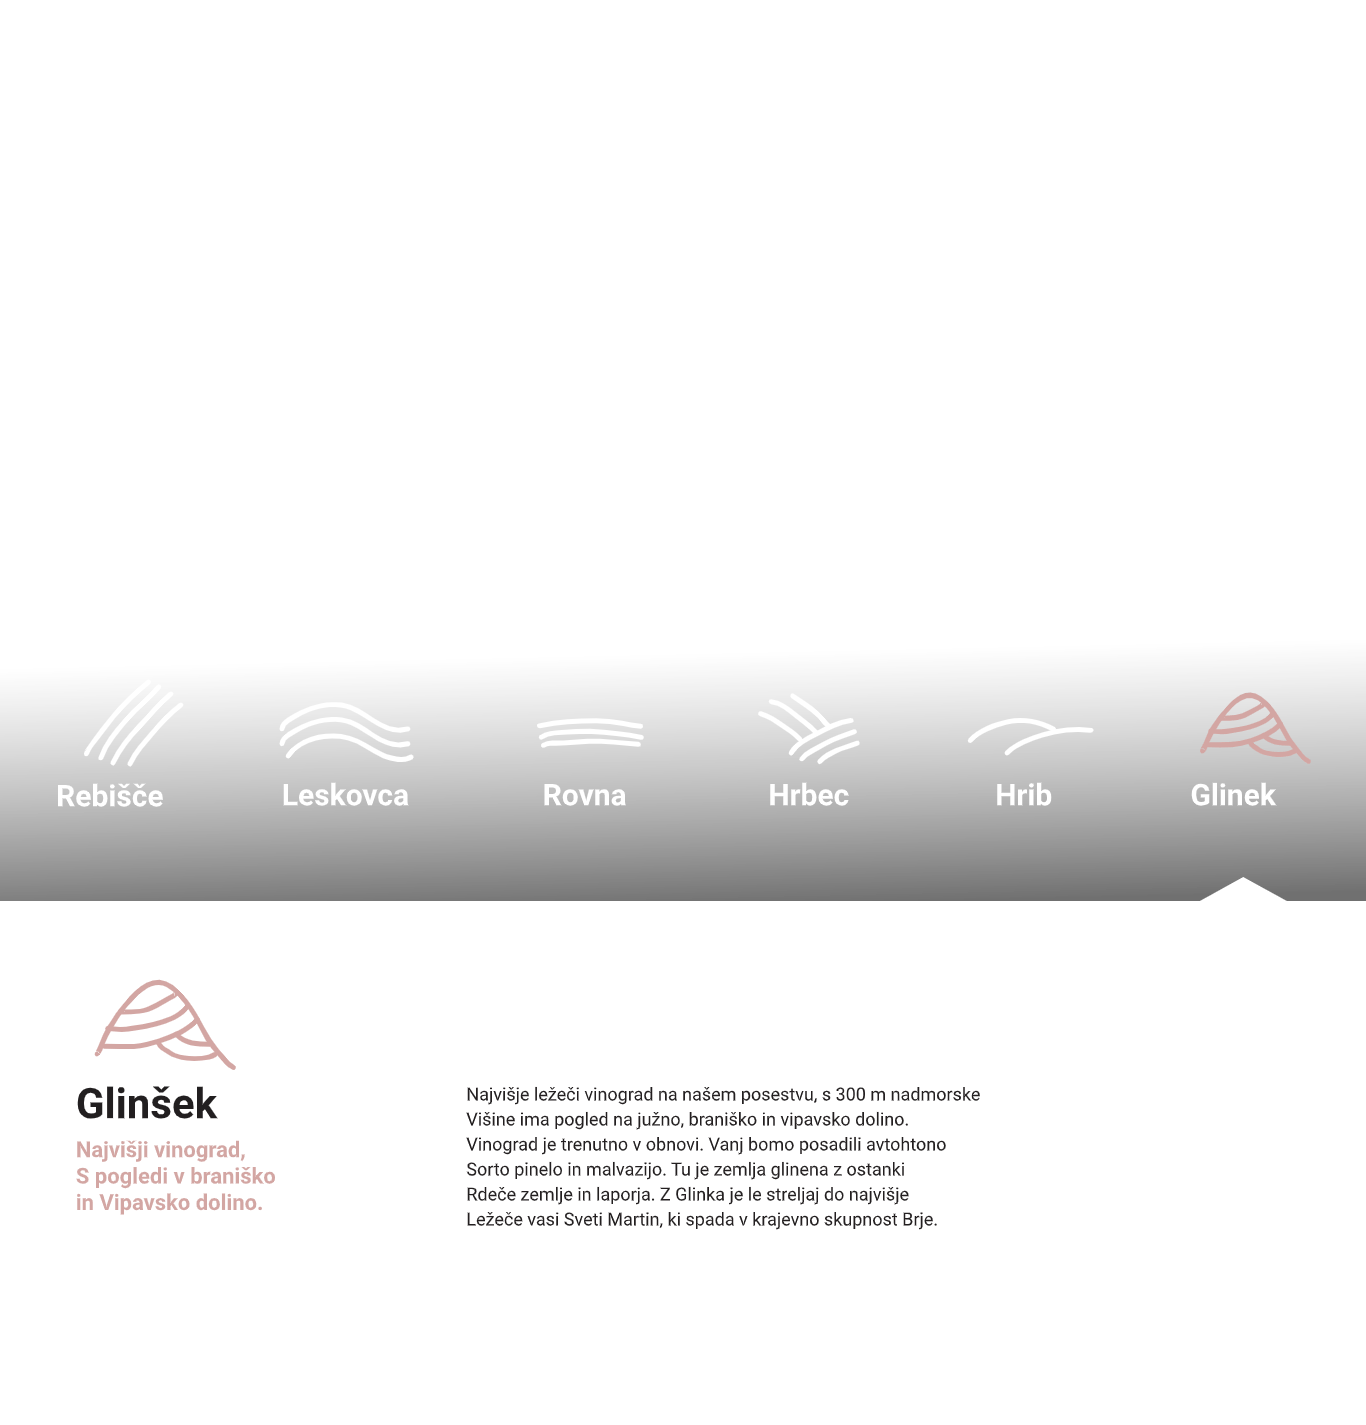 Rebišče
Leskovca
Rovna
Hrbec
Hrib
Glinek
Glinšek
Najvišji vinograd,
S pogledi v braniško
in Vipavsko dolino.
Najvišje ležeči vinograd na našem posestvu, s 300 m nadmorske
Višine ima pogled na južno, braniško in vipavsko dolino.
Vinograd je trenutno v obnovi. Vanj bomo posadili avtohtono
Sorto pinelo in malvazijo. Tu je zemlja glinena z ostanki
Rdeče zemlje in laporja. Z Glinka je le streljaj do najvišje
Ležeče vasi Sveti Martin, ki spada v krajevno skupnost Brje.